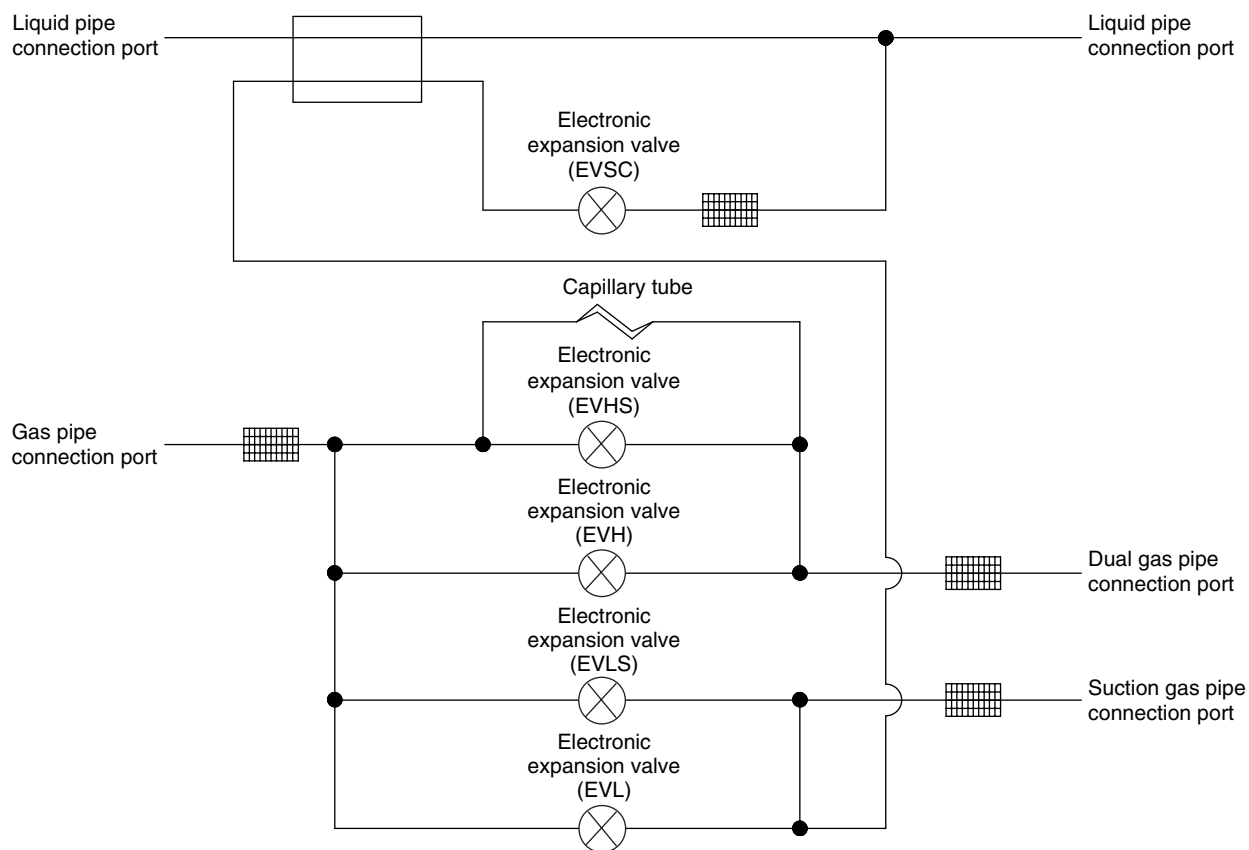 Liquid pipe
connection port
Liquid pipe
connection port
Electronic
expansion valve
(EVSC)
Capillary tube
Electronic
expansion valve
(EVHS)
Gas pipe
connection port
Electronic
expansion valve
(EVH)
Dual gas pipe
connection port
Electronic
expansion valve
(EVLS)
Suction gas pipe
connection port
Electronic
expansion valve
(EVL)